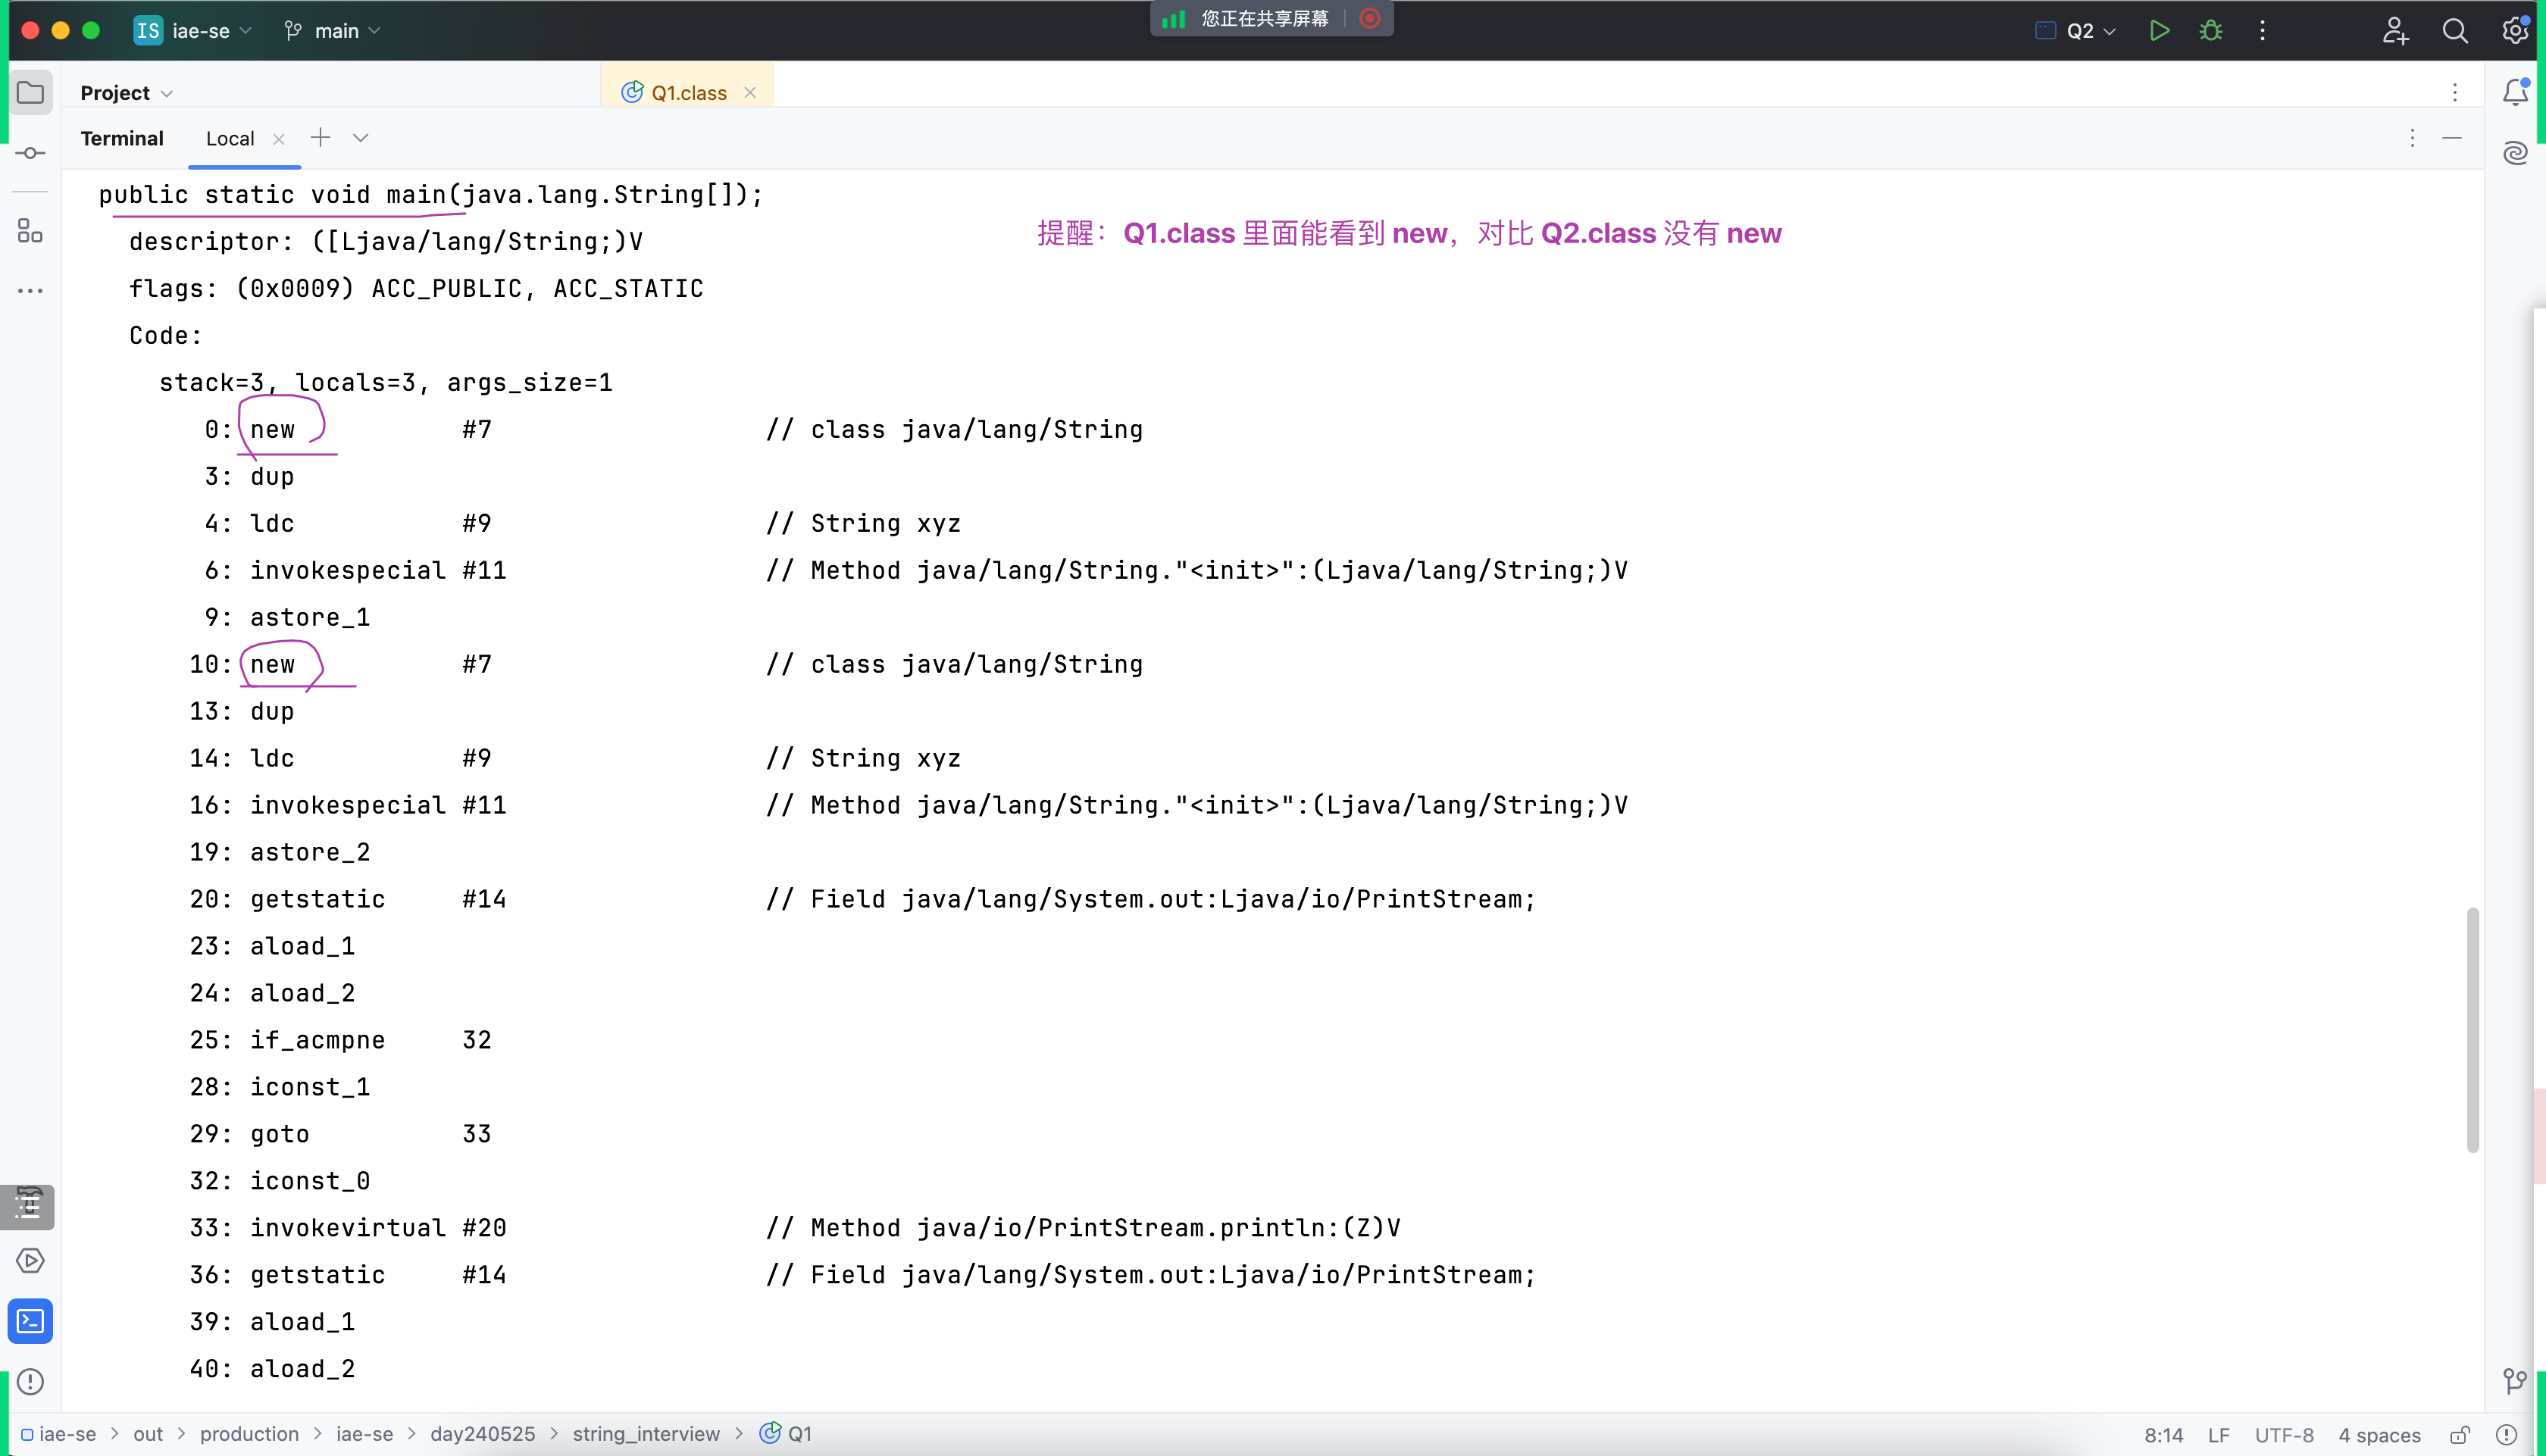 IS iae-se main 您正在共享屏幕 Q2
Project Q1.class
Terminal Local
public static void main(java.lang.String[]);
提醒：Q1.class 里面能看到 new，对比 Q2.class 没有 new
descriptor: ([Ljava/lang/String;)V
flags: (0x0009) ACC_PUBLIC, ACC_STATIC
Code:
stack=3, locals=3, args_size=1
0: new #7 // class java/lang/String
3: dup
4: ldc #9 // String xyz
6: invokespecial #11 // Method java/lang/String."<init>":(Ljava/lang/String;)V
9: astore_1
10: new #7 // class java/lang/String
13: dup
14: ldc #9 // String xyz
16: invokespecial #11 // Method java/lang/String."<init>":(Ljava/lang/String;)V
19: astore_2
20: getstatic #14 // Field java/lang/System.out:Ljava/io/PrintStream;
23: aload_1
24: aload_2
25: if_acmpne 32
28: iconst_1
29: goto 33
32: iconst_0
33: invokevirtual #20 // Method java/io/PrintStream.println:(Z)V
36: getstatic #14 // Field java/lang/System.out:Ljava/io/PrintStream;
39: aload_1
40: aload_2
iae-se > out > production > iae-se > day240525 > string_interview > Q1 8:14 LF UTF-8 4 spaces